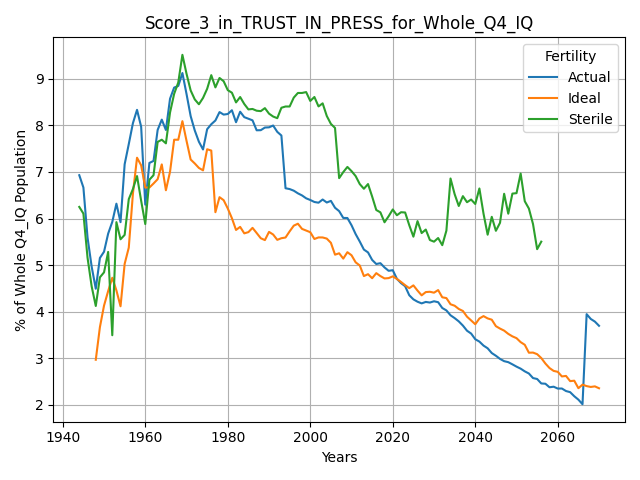 Score_3_in_TRUST_IN_PRESS_for_Whole_Q4_IQ
% of Whole Q4_IQ Population
9
8
7
6
5
4
3
2
Fertility
Actual
Ideal
Sterile
1940 1960 1980 2000 2020 2040 2060
Years